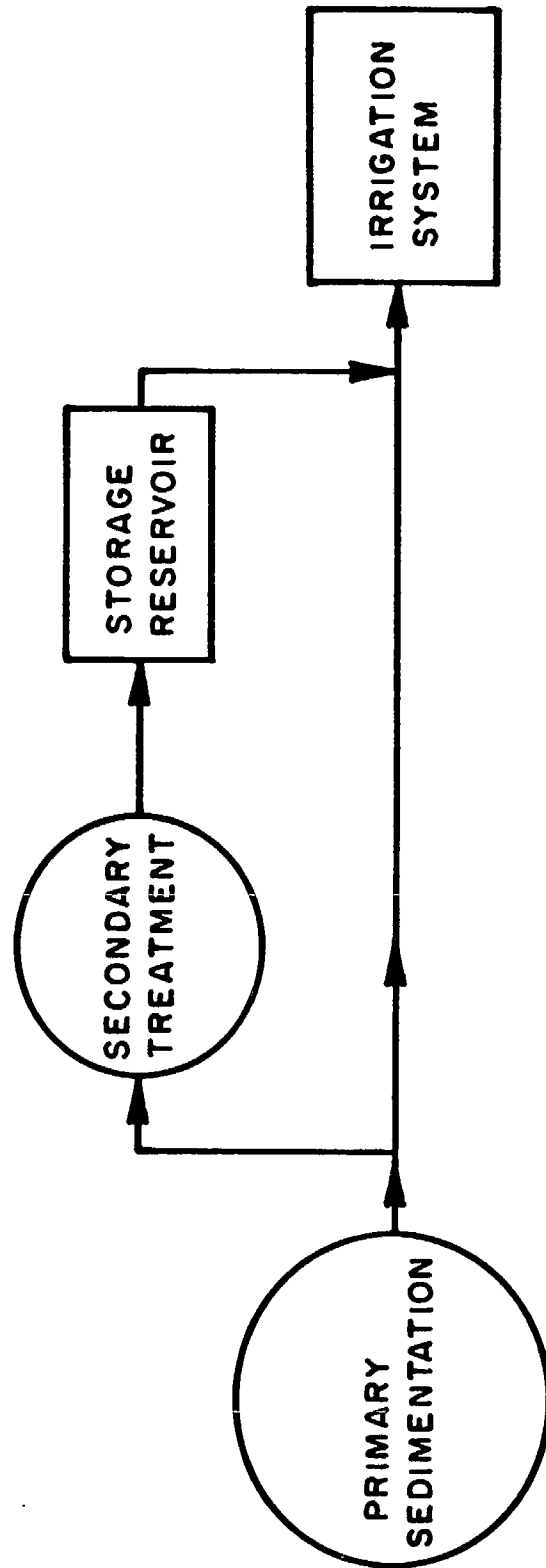 PRIMARY
SEDIMENTATION
SECONDARY
TREATMENT
STORAGE
RESERVOIR
IRRIGATION
SYSTEM